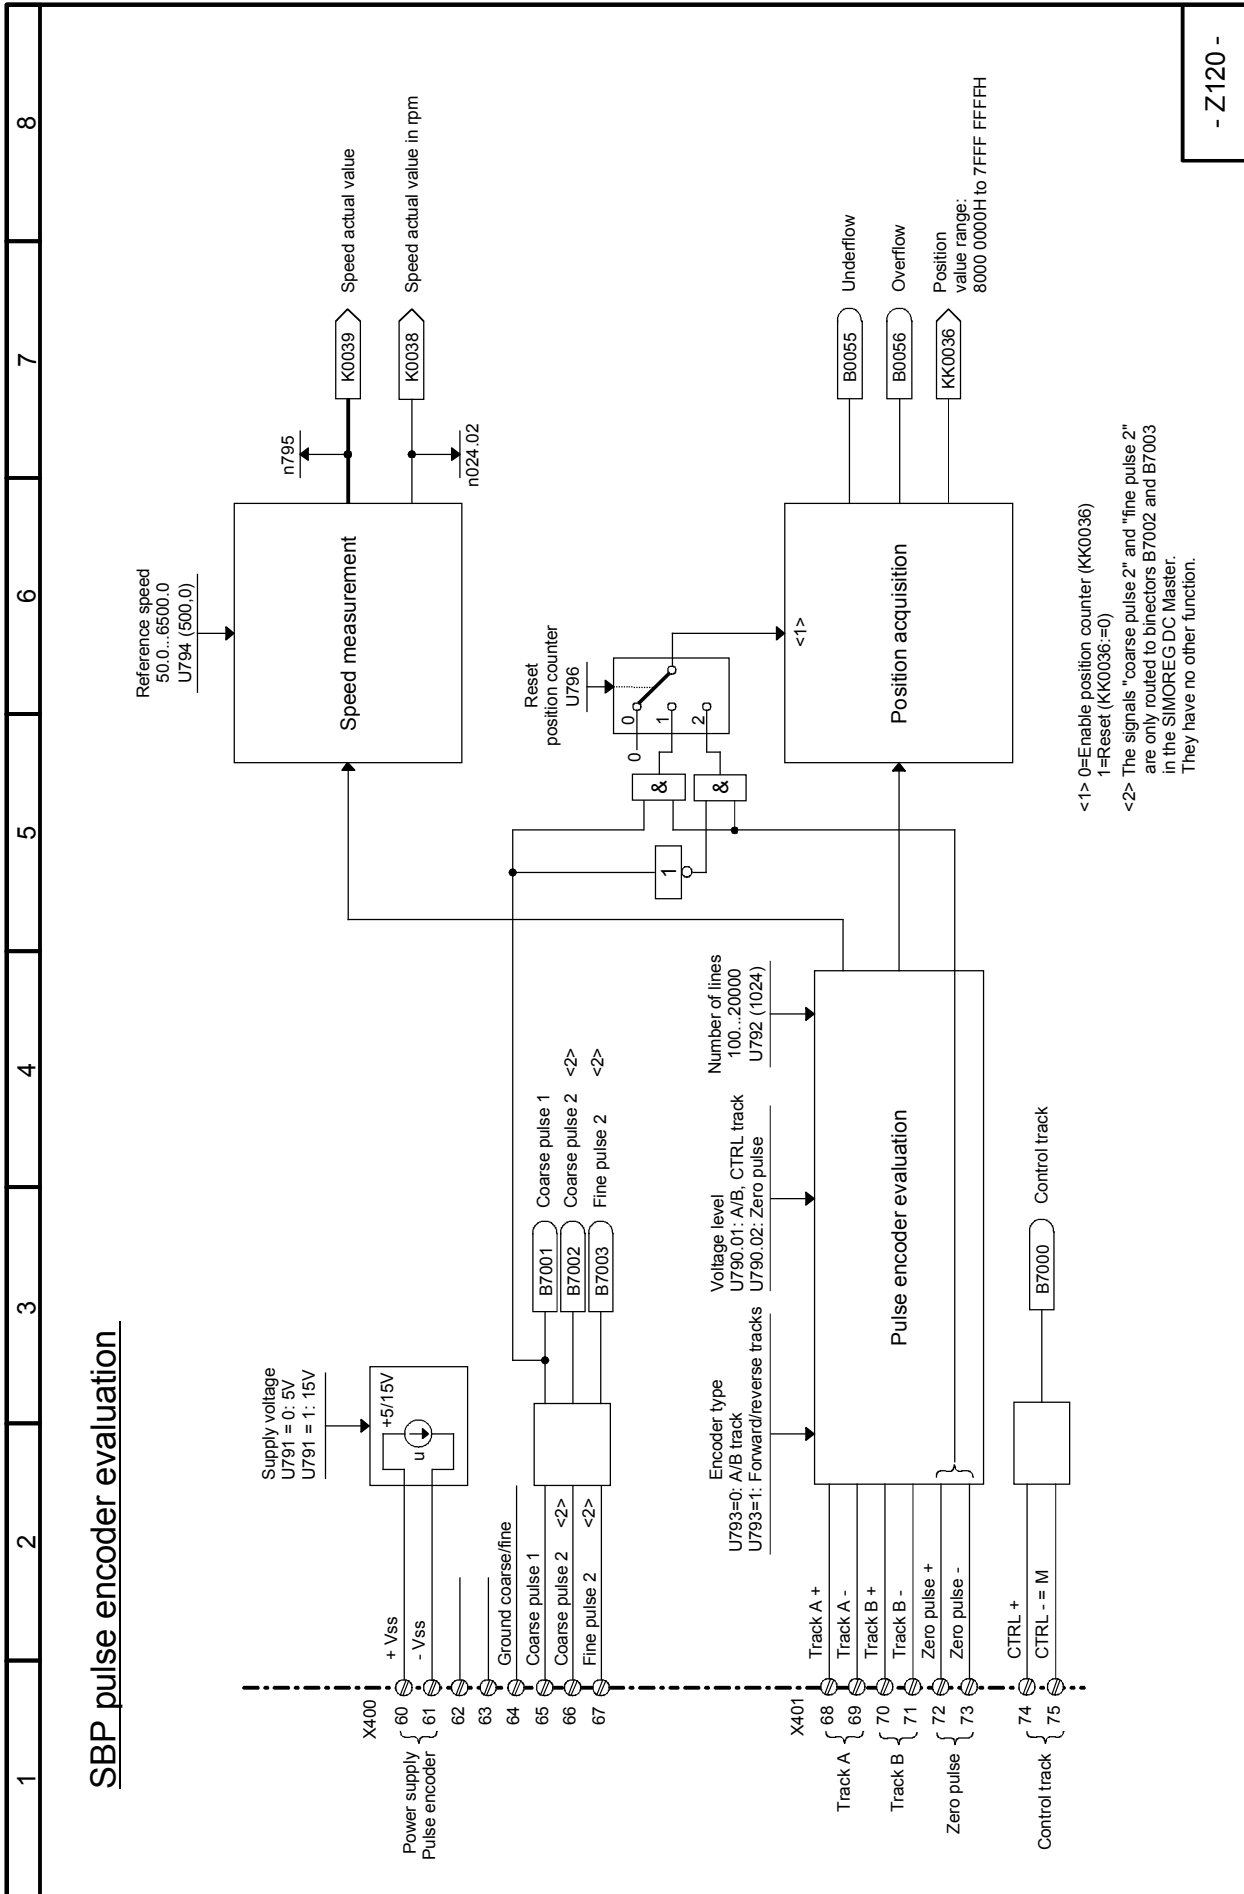 1 2 3 4 5 6 7 8
SBP pulse encoder evaluation
Supply voltage
U791 = 0: 5V
U791 = 1: 15V
+5/15V
u
X400
Power supply
Pulse encoder
60
+ Vss
61
- Vss
62
63
64
Ground coarse/fine
65
Coarse pulse 1
66
Coarse pulse 2 <2>
67
Fine pulse 2 <2>
B7001
Coarse pulse 1
B7002
Coarse pulse 2 <2>
B7003
Fine pulse 2 <2>
Reference speed
50.0...6500.0
U794 (500,0)
Speed measurement
n795
K0039
Speed actual value
K0038
Speed actual value in rpm
n024.02
Reset
position counter
U796
0
0
1
2
&
&
1
<1>
Position acquisition
B0055
Underflow
B0056
Overflow
KK0036
Position
value range:
8000 0000H to 7FFF FFFFH
Encoder type
U793=0: A/B track
U793=1: Forward/reverse tracks
Voltage level
U790.01: A/B, CTRL track
U790.02: Zero pulse
Number of lines
100...20000
U792 (1024)
Pulse encoder evaluation
X401
Track A
68
Track A +
69
Track A -
Track B
70
Track B +
71
Track B -
Zero pulse
72
Zero pulse +
73
Zero pulse -
Control track
74
CTRL +
75
CTRL - = M
B7000
Control track
<1> 0=Enable position counter (KK0036)
1=Reset (KK0036:=0)
<2> The signals "coarse pulse 2" and "fine pulse 2"
are only routed to binectors B7002 and B7003
in the SIMOREG DC Master.
They have no other function.
- Z120 -